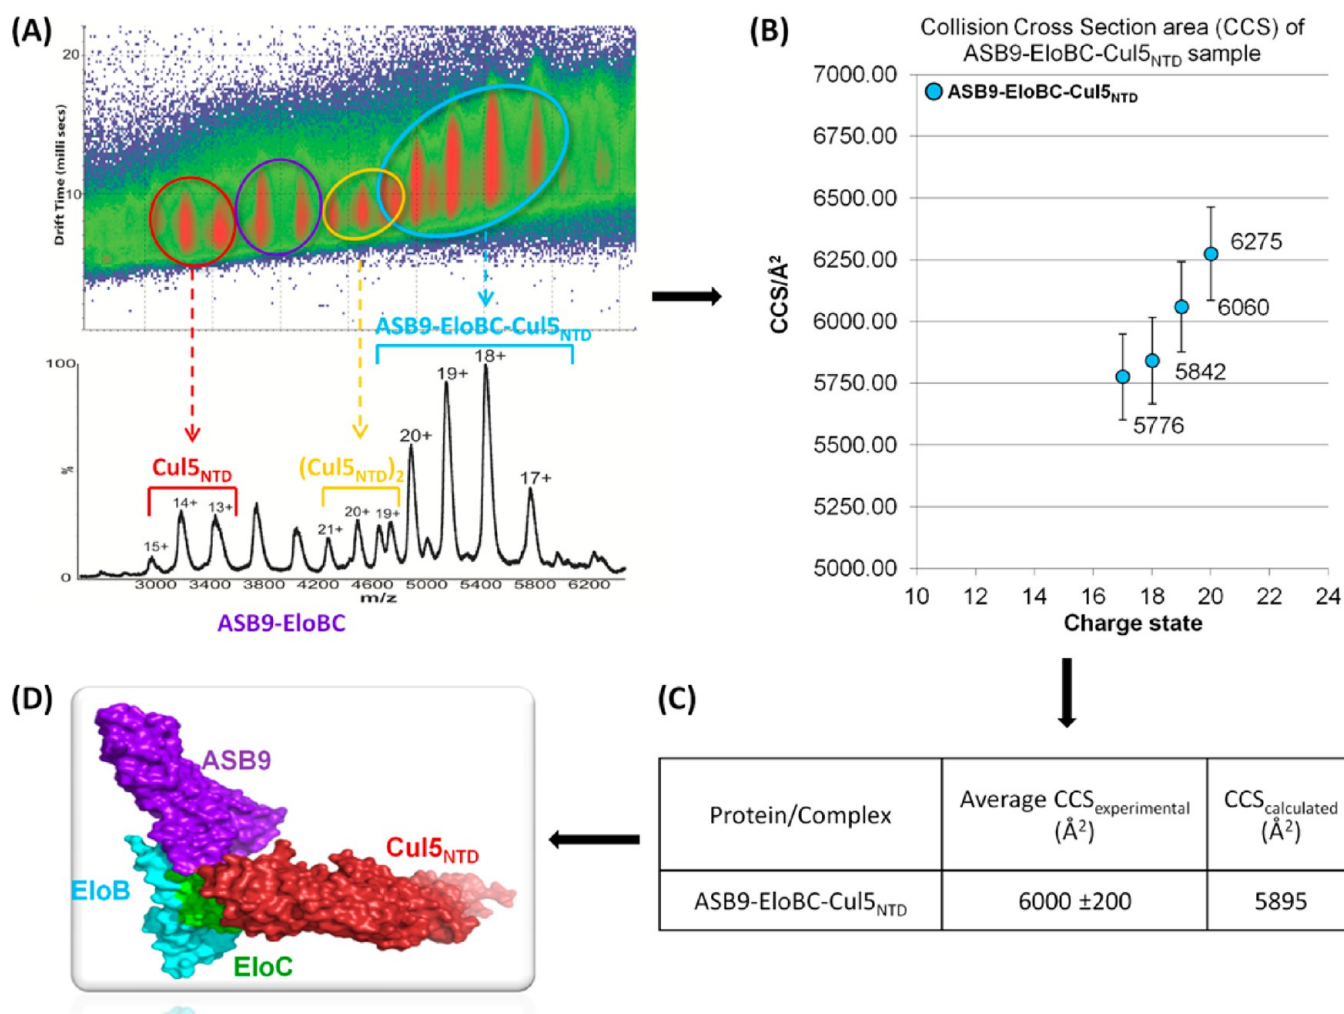 (A)
20
10
Drift Time (milli secs)
ASB9-EloBC-Cul5NTD
100
%
0
18+
19+
20+
17+
Cul5NTD
(Cul5NTD)2
15+
14+
13+
21+
20+
19+
3000 3400 3800 4200 4600 5000 5400 5800 6200
m/z
ASB9-EloBC
(B)
Collision Cross Section area (CCS) of
ASB9-EloBC-Cul5NTD sample
7000.00
ASB9-EloBC-Cul5NTD
6750.00
6500.00
6250.00
6000.00
5750.00
5500.00
5250.00
5000.00
CCS/Å²
6275
6060
5842
5776
10 12 14 16 18 20 22 24
Charge state
(C)
Protein/Complex
Average CCSexperimental
(Å²)
CCScalculated
(Å²)
ASB9-EloBC-Cul5NTD
6000 ±200
5895
(D)
ASB9
Cul5NTD
EloB
EloC